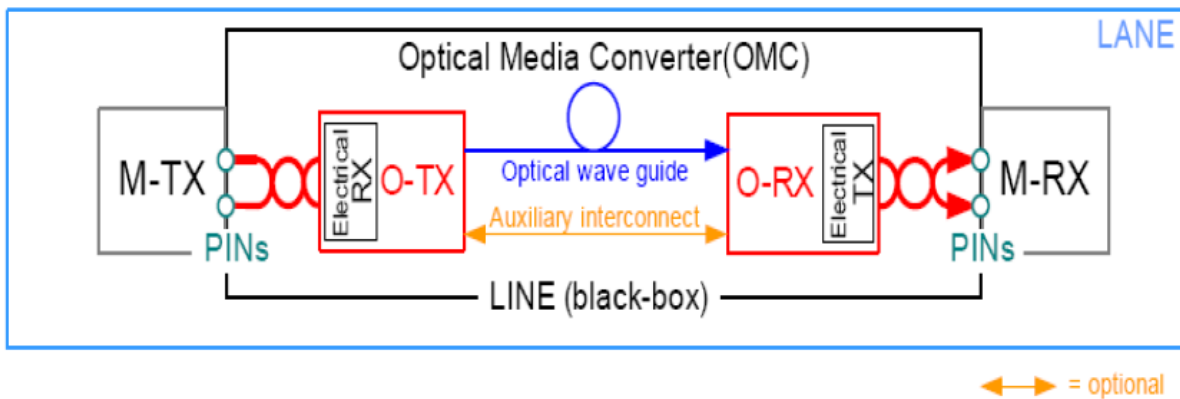 LANE
Optical Media Converter(OMC)
M-TX
Electrical RX
O-TX
Optical wave guide
Auxiliary interconnect
O-RX
Electrical TX
M-RX
PINs
PINs
LINE (black-box)
= optional